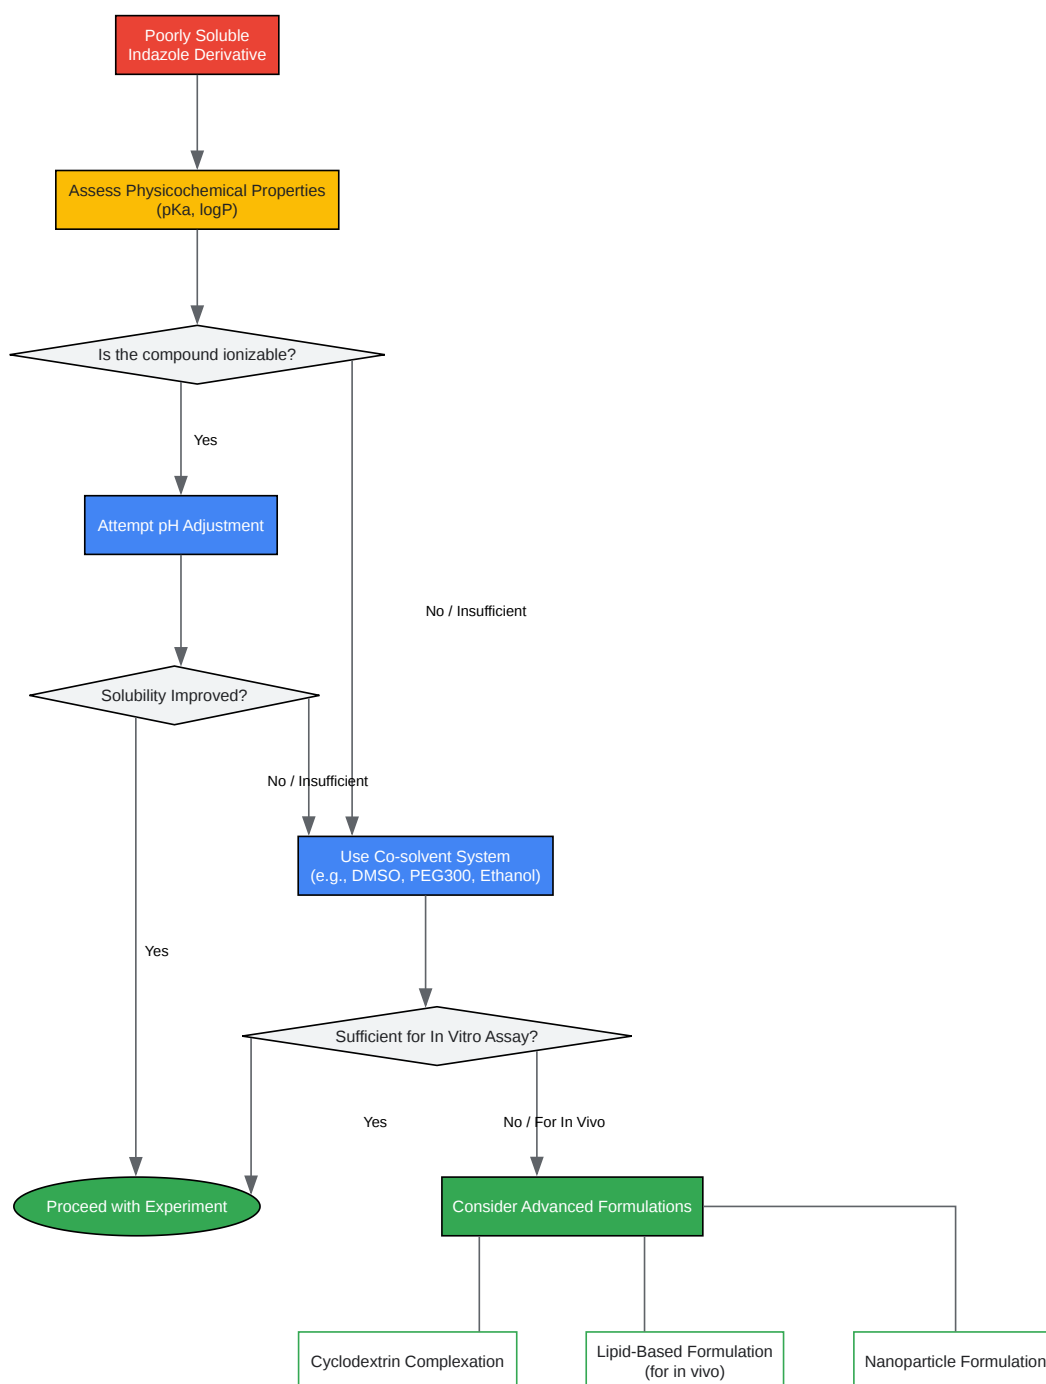 Poorly Soluble
Indazole Derivative
Assess Physicochemical Properties
(pKa, logP)
Is the compound ionizable?
Yes
Attempt pH Adjustment
No / Insufficient
Solubility Improved?
No / Insufficient
Use Co-solvent System
(e.g., DMSO, PEG300, Ethanol)
Yes
Sufficient for In Vitro Assay?
Yes
No / For In Vivo
Proceed with Experiment
Consider Advanced Formulations
Cyclodextrin Complexation
Lipid-Based Formulation
(for in vivo)
Nanoparticle Formulation